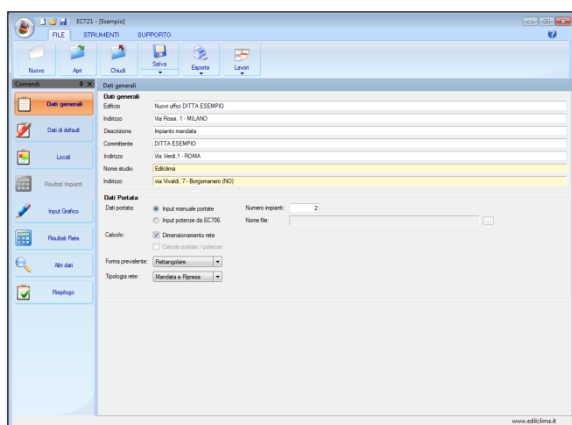 EC721 - [Esempio]
FILE STRUMENTI SUPPORTO
Nuovo Apri Chiudi Salva Esporta Lavori
Comandi
Dati generali
Dati di default
Locali
Risultati Impianti
Input Grafico
Risultati Rete
Altri dati
Riepilogo
Dati generali
Dati generali
Edificio Nuovi uffici DITTA ESEMPIO
Indirizzo Via Rossi, 1 - MILANO
Descrizione Impianto mandata
Committente DITTA ESEMPIO
Indirizzo Via Verdi,1 - ROMA
Nome studio Edilclima
Indirizzo via Vivaldi, 7 - Borgomanero (NO)
Dati Portata
Dati portata: Input manuale portate Numero impianti: 2
Input potenze da EC706 Nome file: ...
Calcolo: Dimensionamento rete
Calcolo portate / potenze
Forma prevalente: Rettangolare
Tipologia rete: Mandata e Ripresa
www.edilclima.it